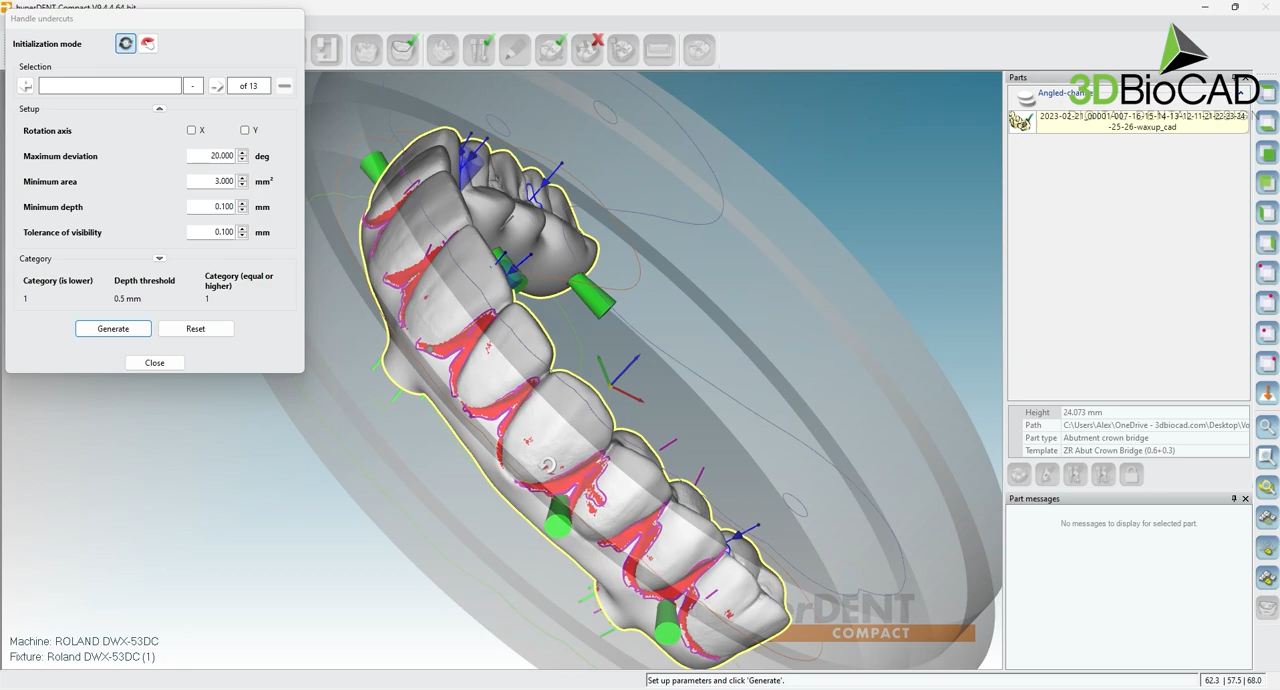 hyperDENT Compact V9.4.4 64 bit
Handle undercuts
Initialization mode
Selection
-
of 13
Setup
Rotation axis
X
Y
Maximum deviation
20.000
deg
Minimum area
3.000
mm²
Minimum depth
0.100
mm
Tolerance of visibility
0.100
mm
Category
Category (is lower)
Depth threshold
Category (equal or
higher)
1
0.5 mm
1
Generate
Reset
Close
Machine: ROLAND DWX-53DC
Fixture: Roland DWX-53DC (1)
erDENT
COMPACT
3DBioCAD
Parts
2023-02-21_00001-007-16-15-14-13-12-11-21-22-23-24-
-25-26-waxup_cad
Height
24.073 mm
Path
C:\Users\Alex\OneDrive - 3dbiocad.com\Desktop\Vo
Part type
Abutment crown bridge
Template
ZR Abut Crown Bridge (0.6+0.3)
Part messages
No messages to display for selected part.
Set up parameters and click 'Generate'.
62.3 | 57.5 | 68.0